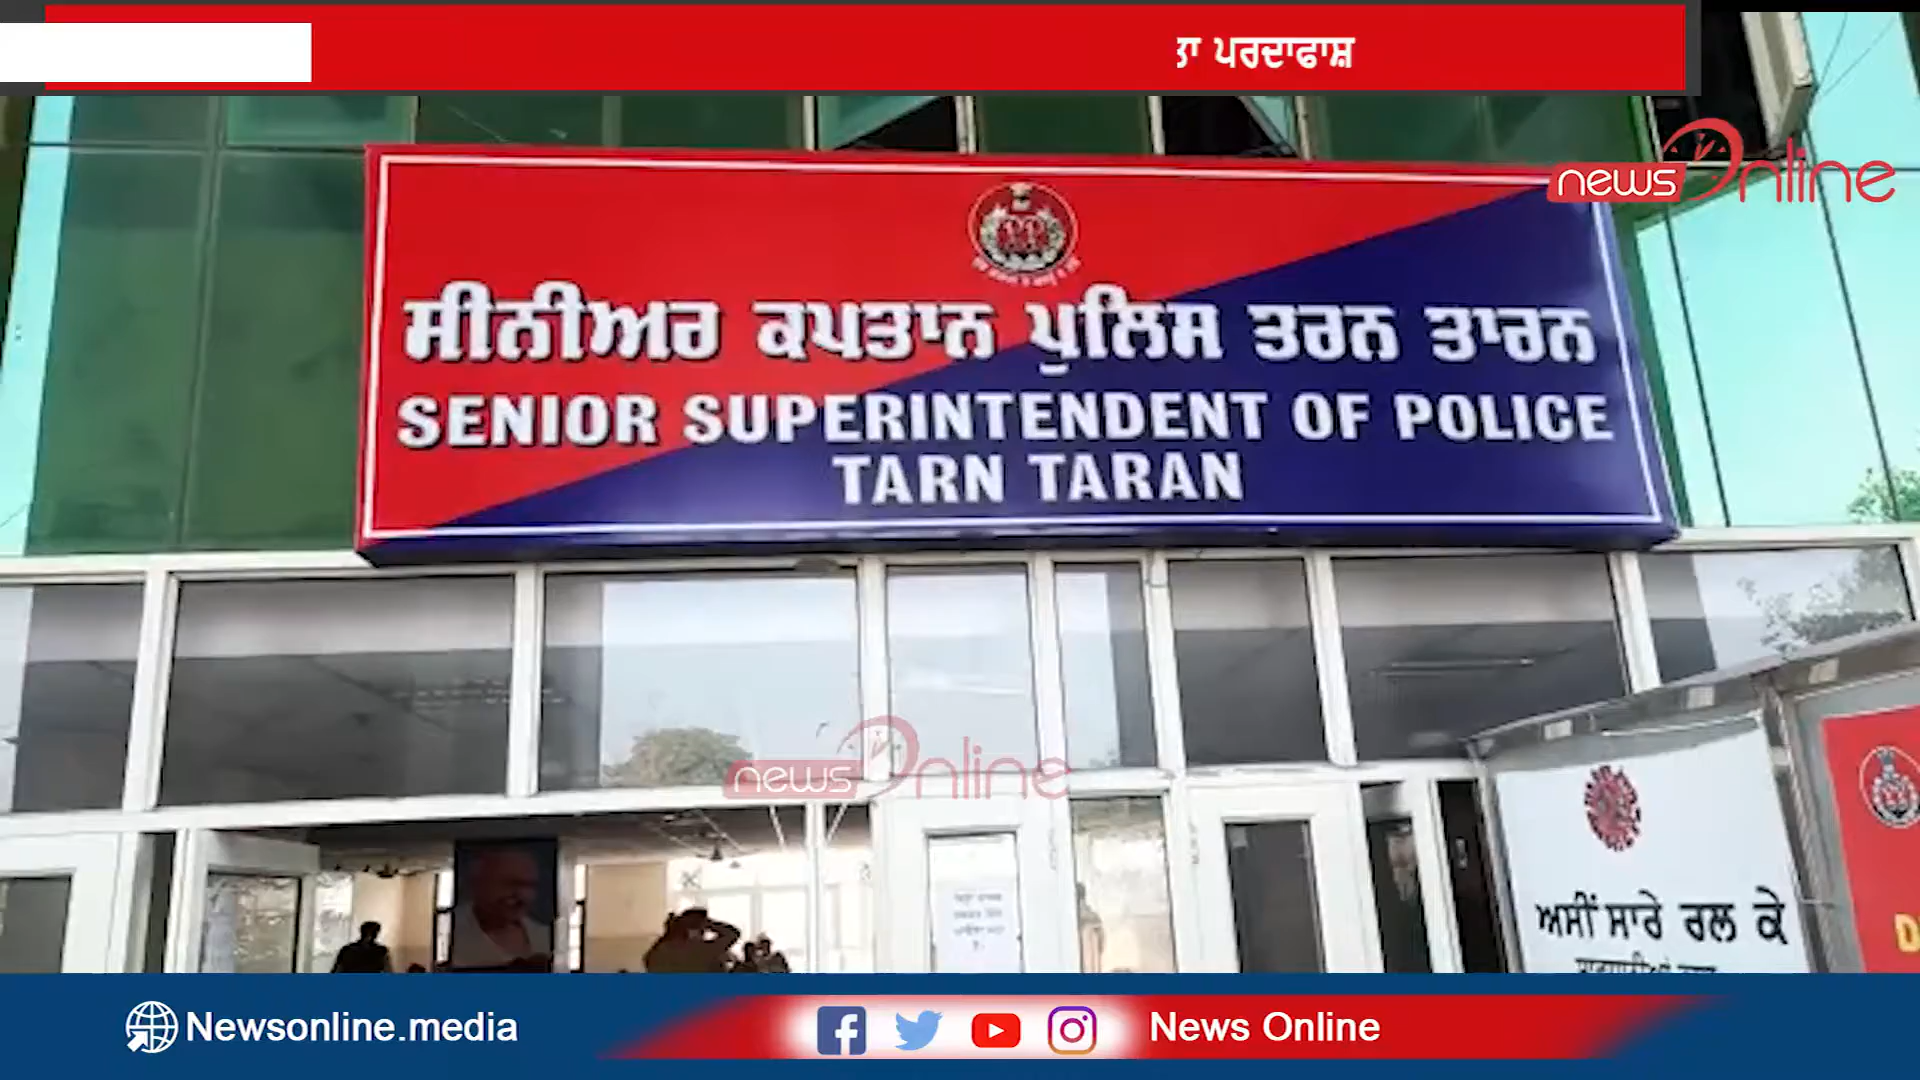 ਪਰਦਾਫਾਸ਼
news Online
ਸੀਨੀਅਰ ਕਪਤਾਨ ਪੁਲਿਸ ਤਰਨ ਤਾਰਨ
SENIOR SUPERINTENDENT OF POLICE
TARN TARAN
news Online
ਅਸੀਂ ਸਾਰੇ ਰਲ ਕੇ
Newsonline.media
News Online